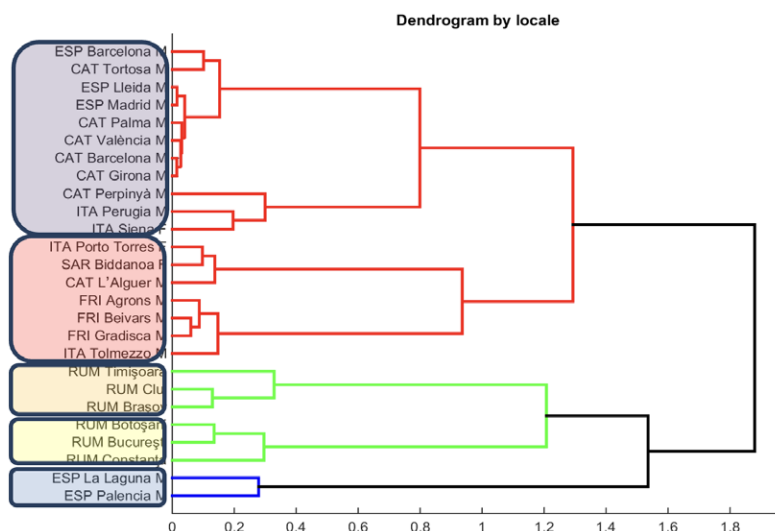 Dendrogram by locale
ESP Barcelona M
CAT Tortosa M
ESP Lleida M
ESP Madrid M
CAT Palma M
CAT València M
CAT Barcelona M
CAT Girona M
CAT Perpinyà M
ITA Perugia M
ITA Siena F
ITA Porto Torres F
SAR Biddanoa F
CAT L'Alguer M
FRI Agrons M
FRI Beivars M
FRI Gradisca M
ITA Tolmezzo M
RUM Timişoara
RUM Clu
RUM Braşov
RUM Botoşan
RUM Bucureşt
RUM Constanţa
ESP La Laguna M
ESP Palencia M
0 0.2 0.4 0.6 0.8 1 1.2 1.4 1.6 1.8